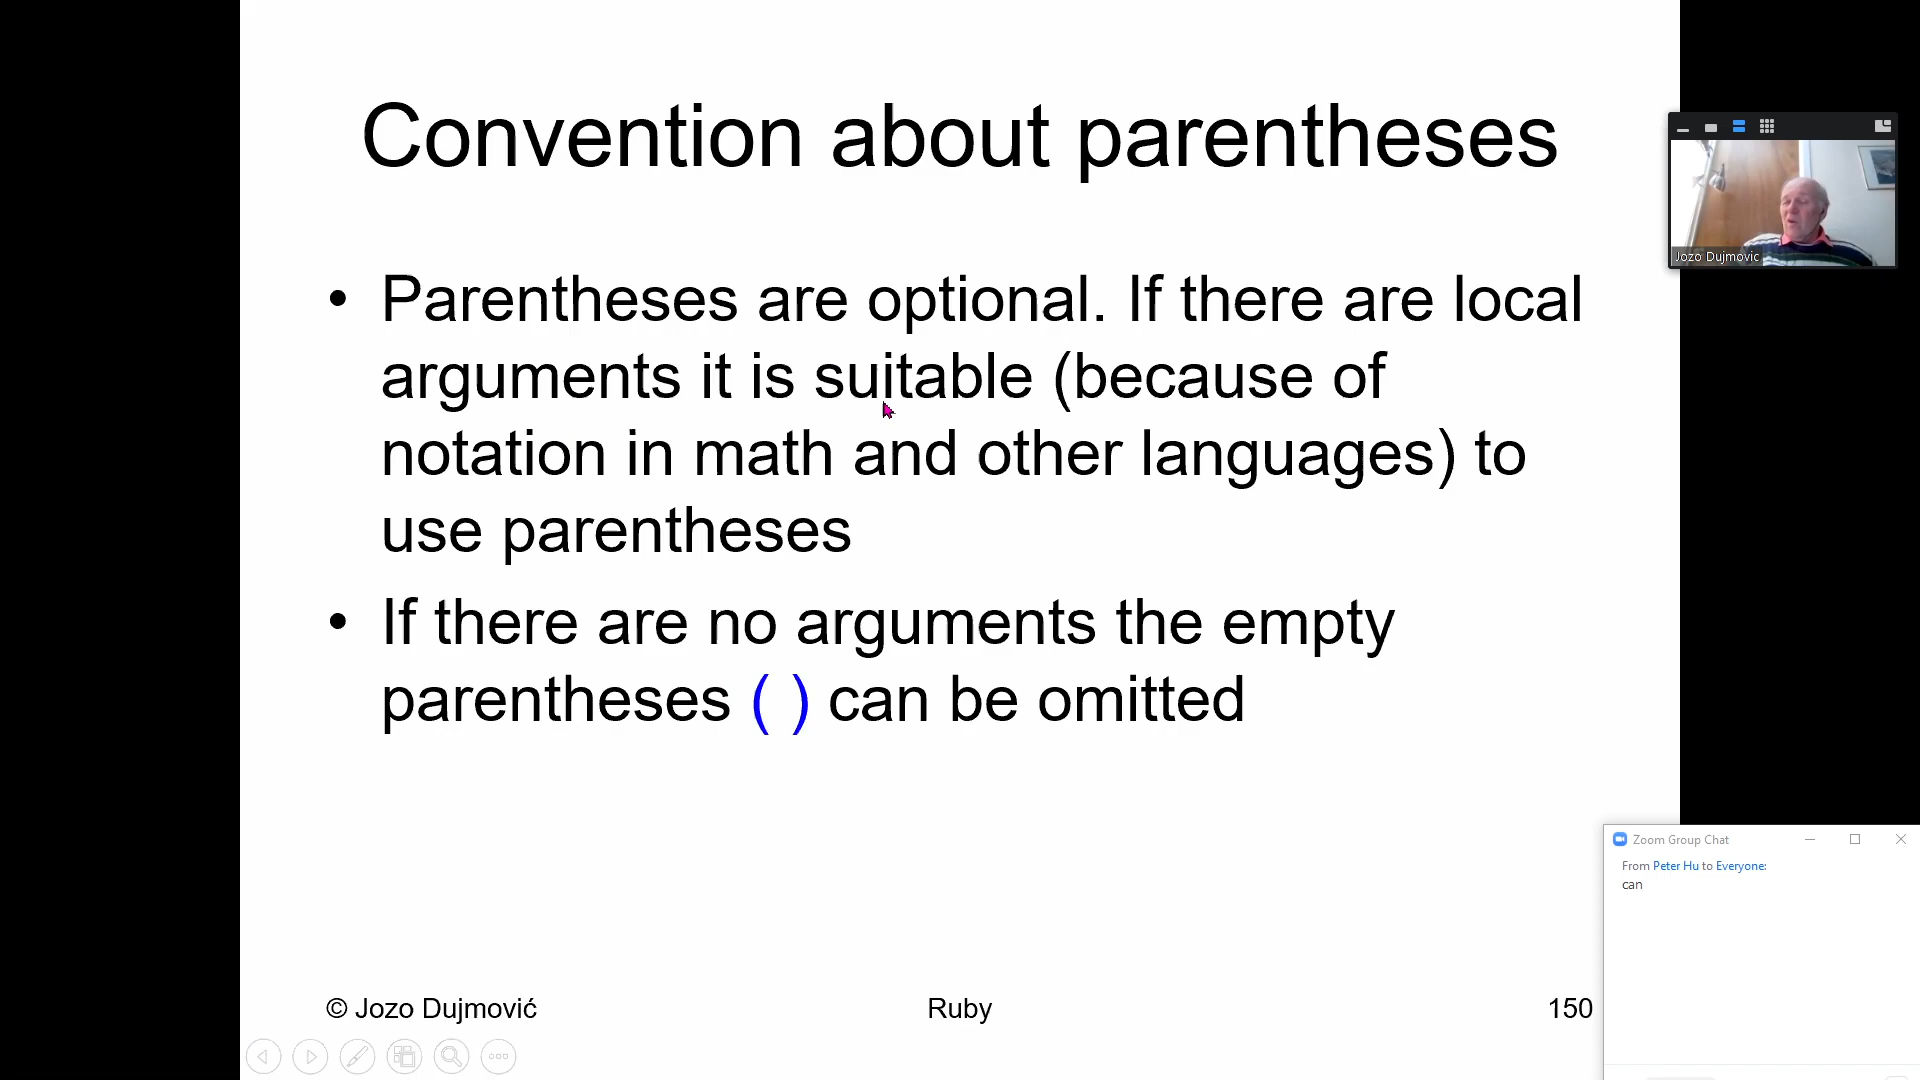 Convention about parentheses
• Parentheses are optional. If there are local
arguments it is suitable (because of
notation in math and other languages) to
use parentheses
• If there are no arguments the empty
parentheses ( ) can be omitted
© Jozo Dujmović
Ruby
150
Jozo Dujmovic
Zoom Group Chat
From Peter Hu to Everyone:
can